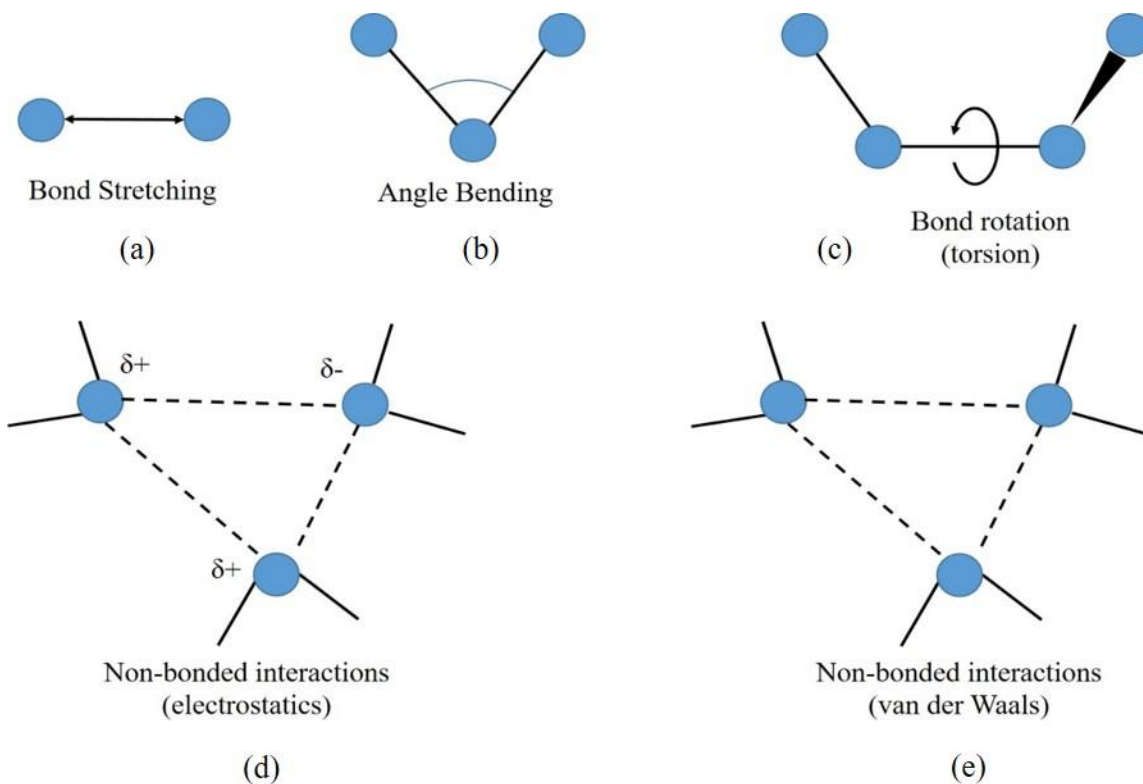 Bond Stretching
(a)
Angle Bending
(b)
Bond rotation
(torsion)
(c)
δ+
δ-
δ+
Non-bonded interactions
(electrostatics)
(d)
Non-bonded interactions
(van der Waals)
(e)